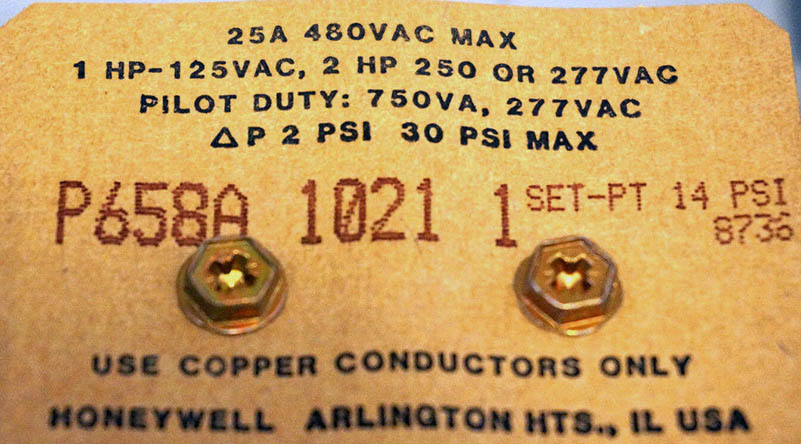 25A 480VAC MAX
1 HP-125VAC, 2 HP 250 OR 277VAC
PILOT DUTY: 750VA, 277VAC
Δ P 2 PSI 30 PSI MAX
P658A 1021 1 SET-PT 14 PSI
8736
USE COPPER CONDUCTORS ONLY
HONEYWELL ARLINGTON HTS., IL USA